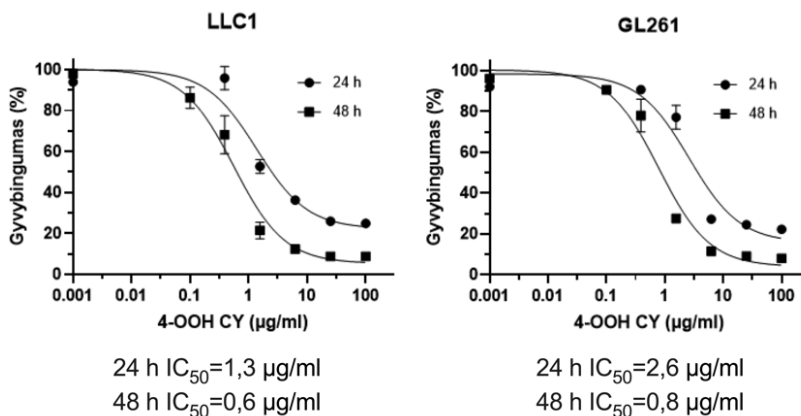 LLC1
Gyvybingumas (%)
100
80
60
40
20
0
24 h
48 h
0.001 0.01 0.1 1 10 100
4-OOH CY (µg/ml)
24 h IC50=1,3 µg/ml
48 h IC50=0,6 µg/ml
GL261
Gyvybingumas (%)
100
80
60
40
20
0
24 h
48 h
0.001 0.01 0.1 1 10 100
4-OOH CY (µg/ml)
24 h IC50=2,6 µg/ml
48 h IC50=0,8 µg/ml